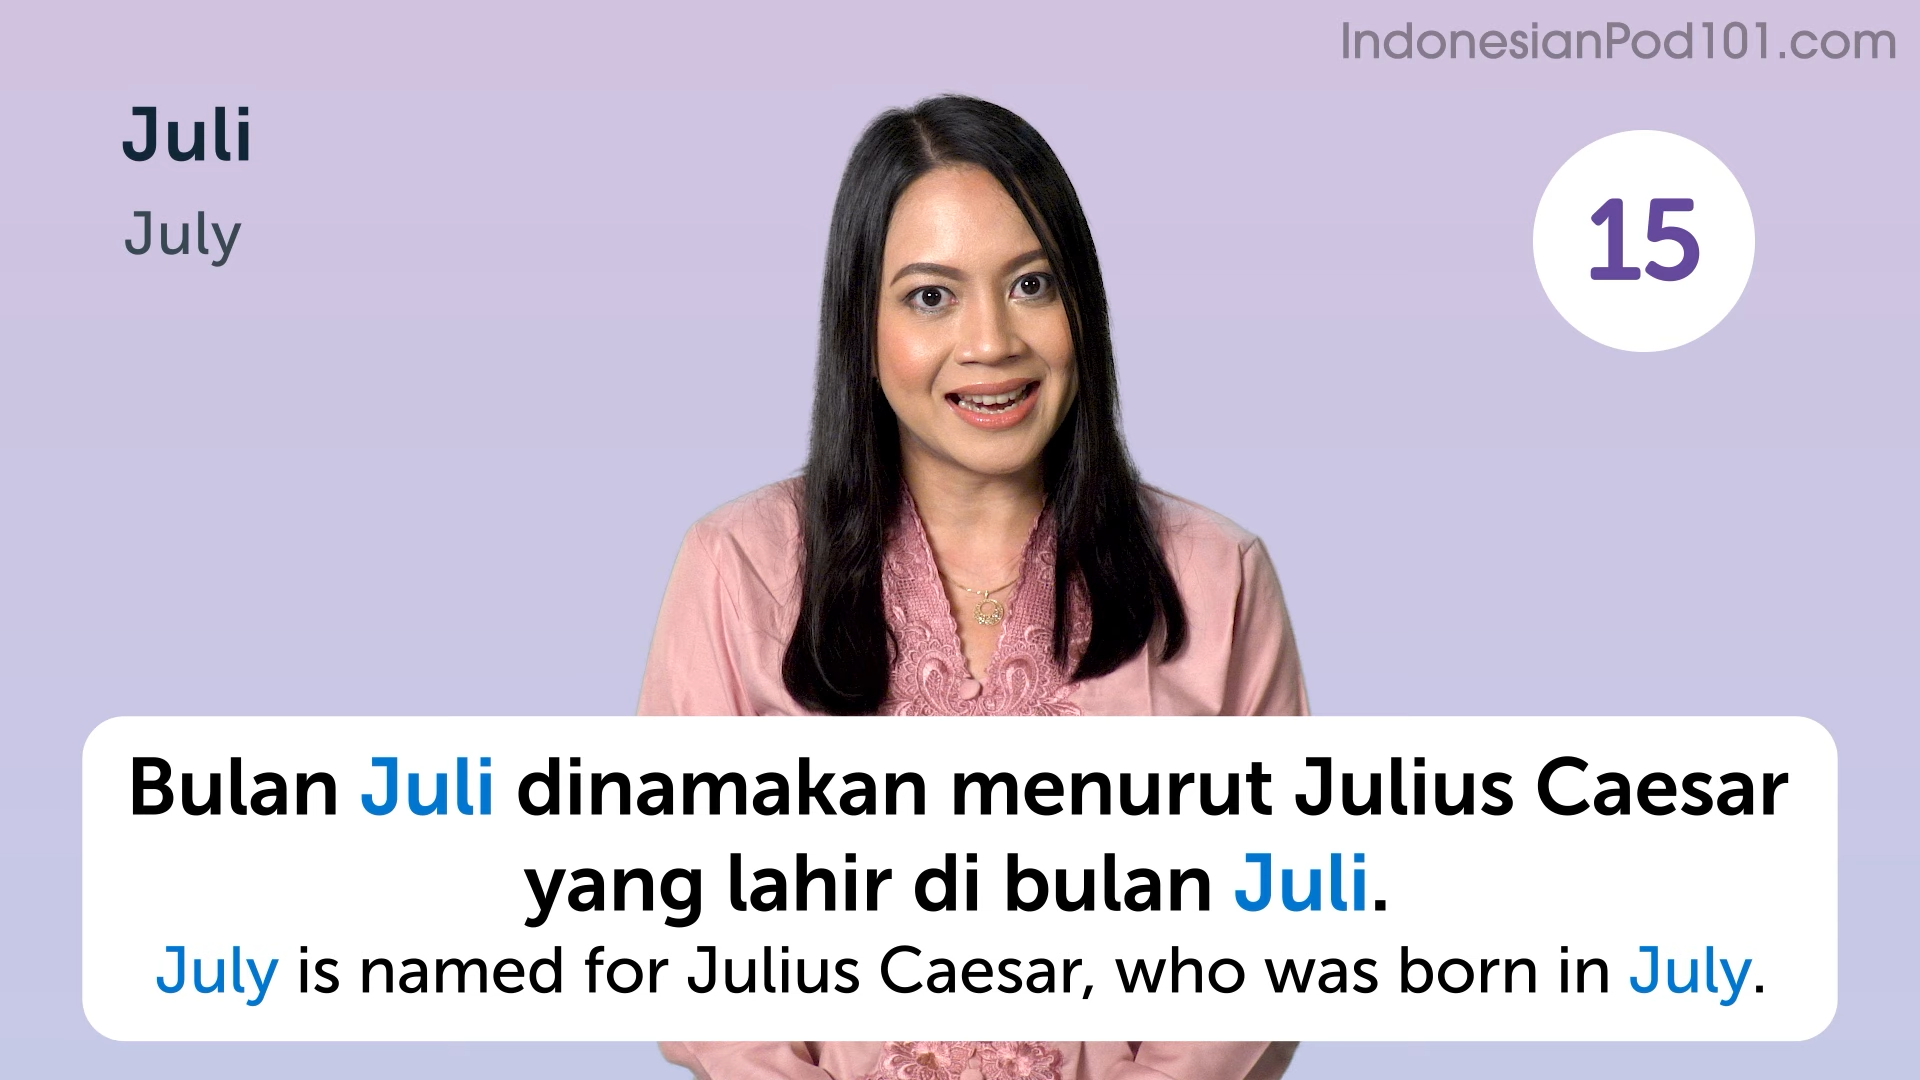 IndonesianPod101.com
Juli
July
15
Bulan Juli dinamakan menurut Julius Caesar
yang lahir di bulan Juli.
July is named for Julius Caesar, who was born in July.